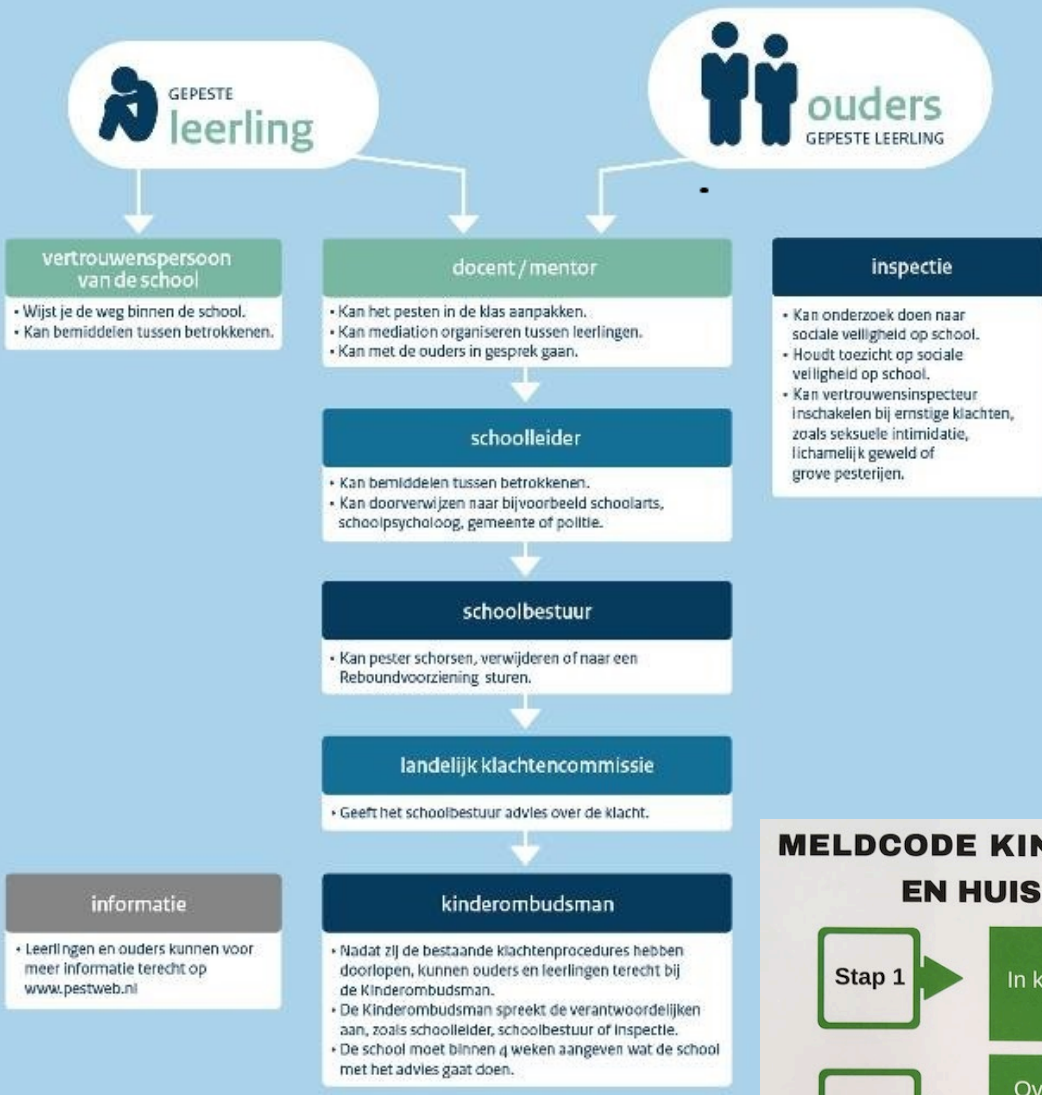 GEPESTE
leerling
ouders
GEPESTE LEERLING
vertrouwenspersoon
van de school
• Wijst je de weg binnen de school.
• Kan bemiddelen tussen betrokkenen.
docent / mentor
• Kan het pesten in de klas aanpakken.
• Kan mediation organiseren tussen leerlingen.
• Kan met de ouders in gesprek gaan.
inspectie
• Kan onderzoek doen naar
sociale veiligheid op school.
• Houdt toezicht op sociale
veiligheid op school.
• Kan vertrouwensinspecteur
inschakelen bij ernstige klachten,
zoals seksuele intimidatie,
lichamelijk geweld of
grove pesterijen.
schoolleider
• Kan bemiddelen tussen betrokkenen.
• Kan doorverwijzen naar bijvoorbeeld schoolarts,
schoolpsycholoog, gemeente of politie.
schoolbestuur
• Kan pester schorsen, verwijderen of naar een
Reboundvoorziening sturen.
landelijk klachtencommissie
• Geeft het schoolbestuur advies over de klacht.
informatie
• Leerlingen en ouders kunnen voor
meer informatie terecht op
www.pestweb.nl
kinderombudsman
• Nadat zij de bestaande klachtenprocedures hebben
doorlopen, kunnen ouders en leerlingen terecht bij
de Kinderombudsman.
• De Kinderombudsman spreekt de verantwoordelijken
aan, zoals schoolleider, schoolbestuur of inspectie.
• De school moet binnen 4 weken aangeven wat de school
met het advies gaat doen.
MELDCODE KIN
EN HUIS
Stap 1
In k
Ov